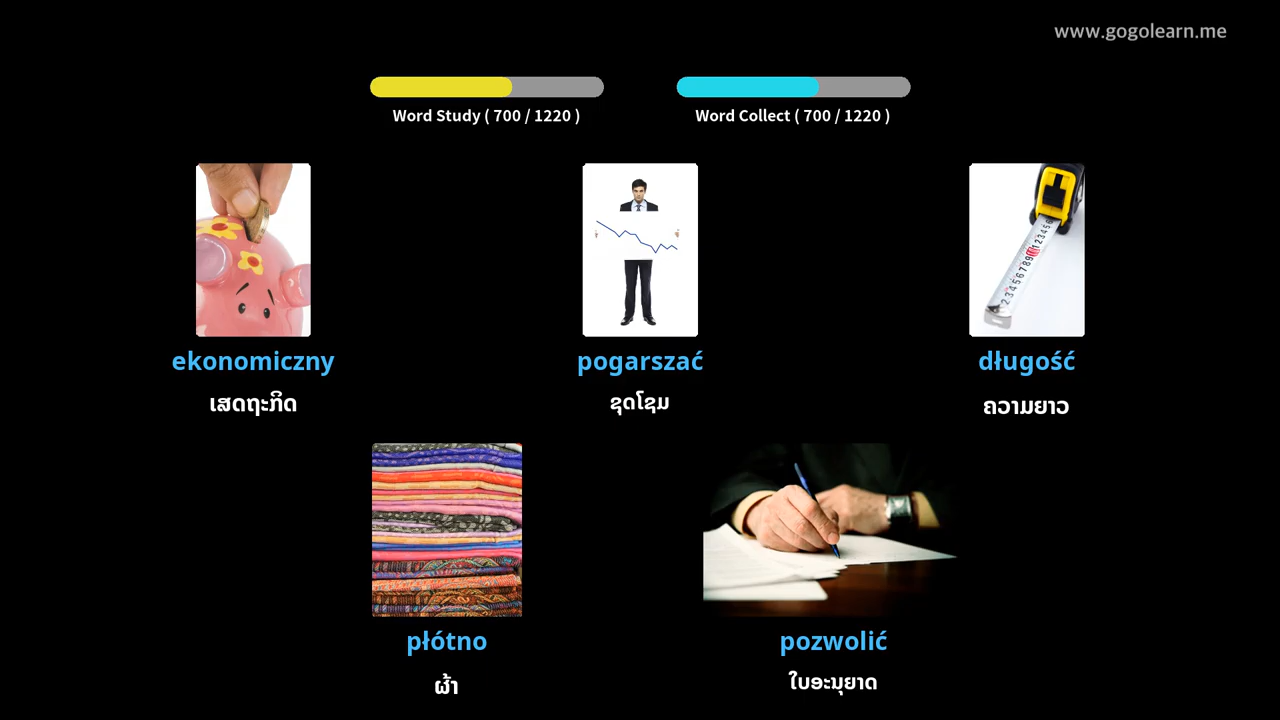 www.gogolearn.me
Word Study ( 700 / 1220 )
Word Collect ( 700 / 1220 )
ekonomiczny
pogarszać
długość
ເສດຖະກິດ
ຊຸດໂຊມ
ຄວາມຍາວ
płótno
pozwolić
ຜ້າ
ໃບອະນຸຍາດ